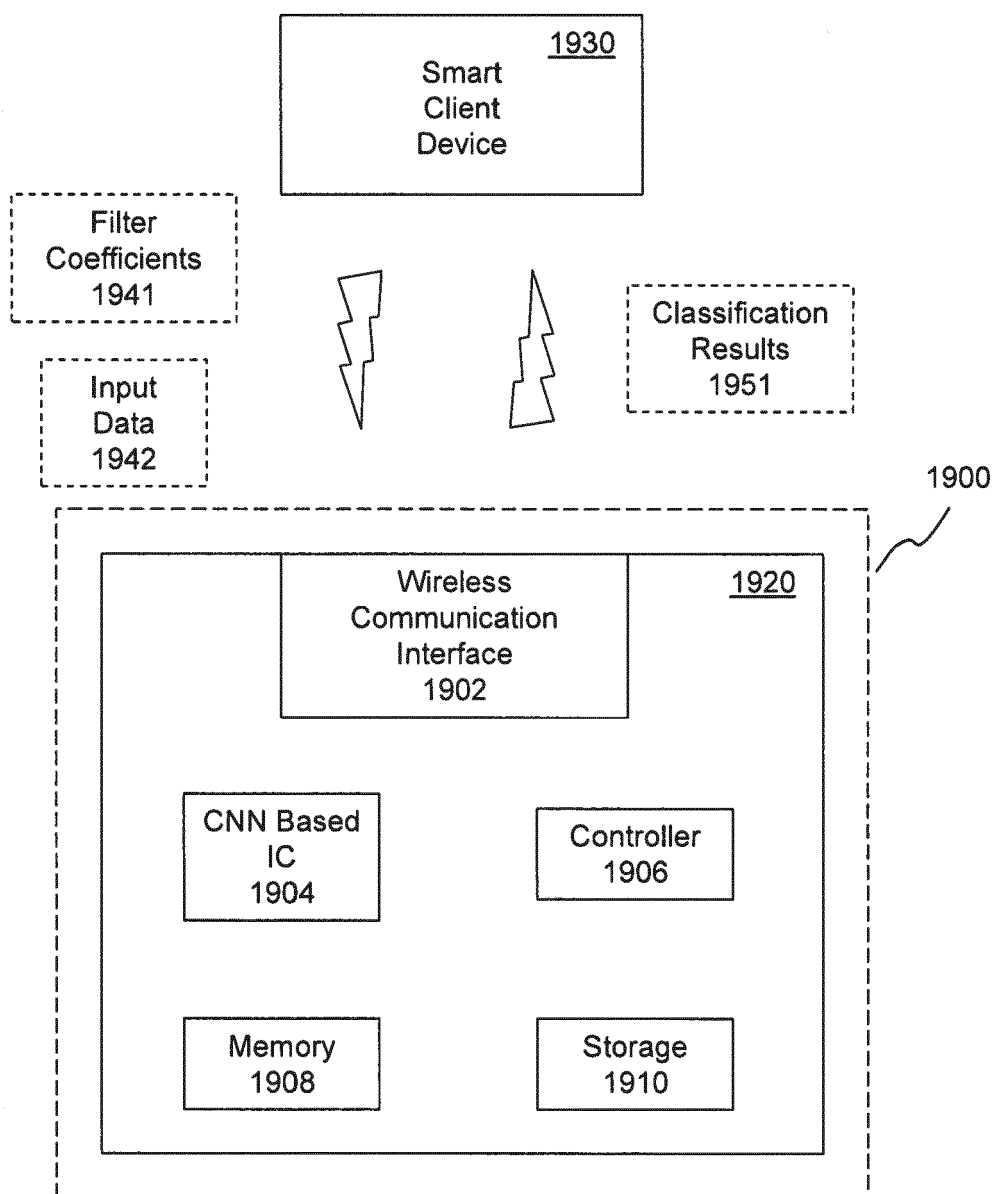 1930
Smart
Client
Device
Filter
Coefficients
1941
Input
Data
1942
Classification
Results
1951
1900
1920
Wireless
Communication
Interface
1902
CNN Based
IC
1904
Controller
1906
Memory
1908
Storage
1910